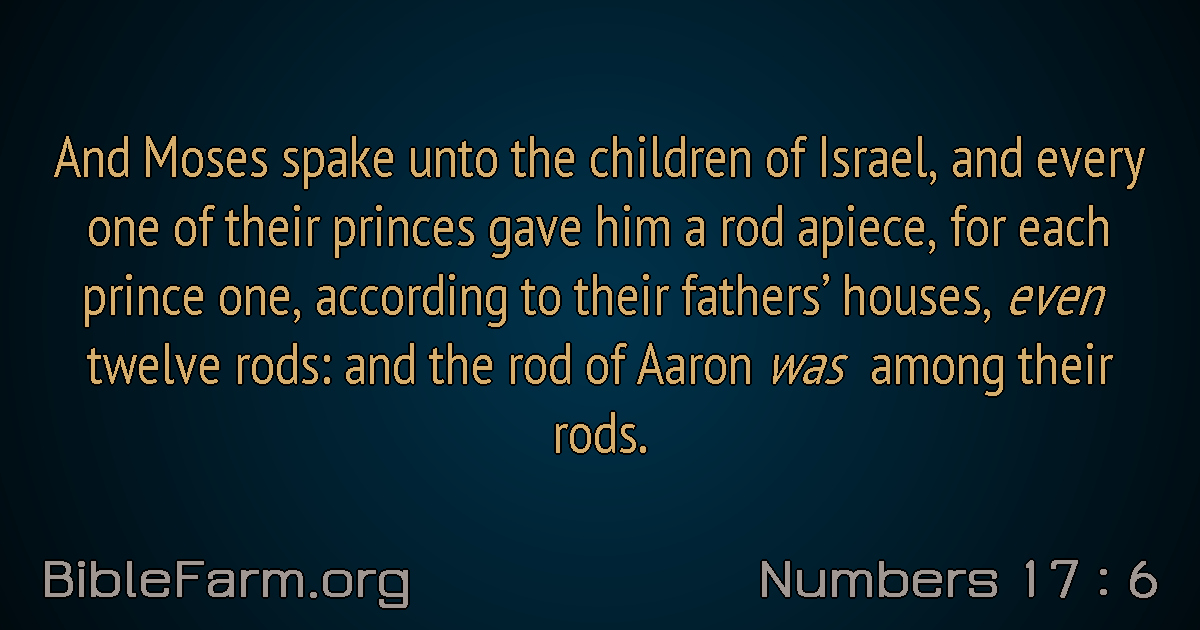 And Moses spake unto the children of Israel, and every
one of their princes gave him a rod apiece, for each
prince one, according to their fathers’ houses, even
twelve rods: and the rod of Aaron was among their
rods.
BibleFarm.org
Numbers 17 : 6